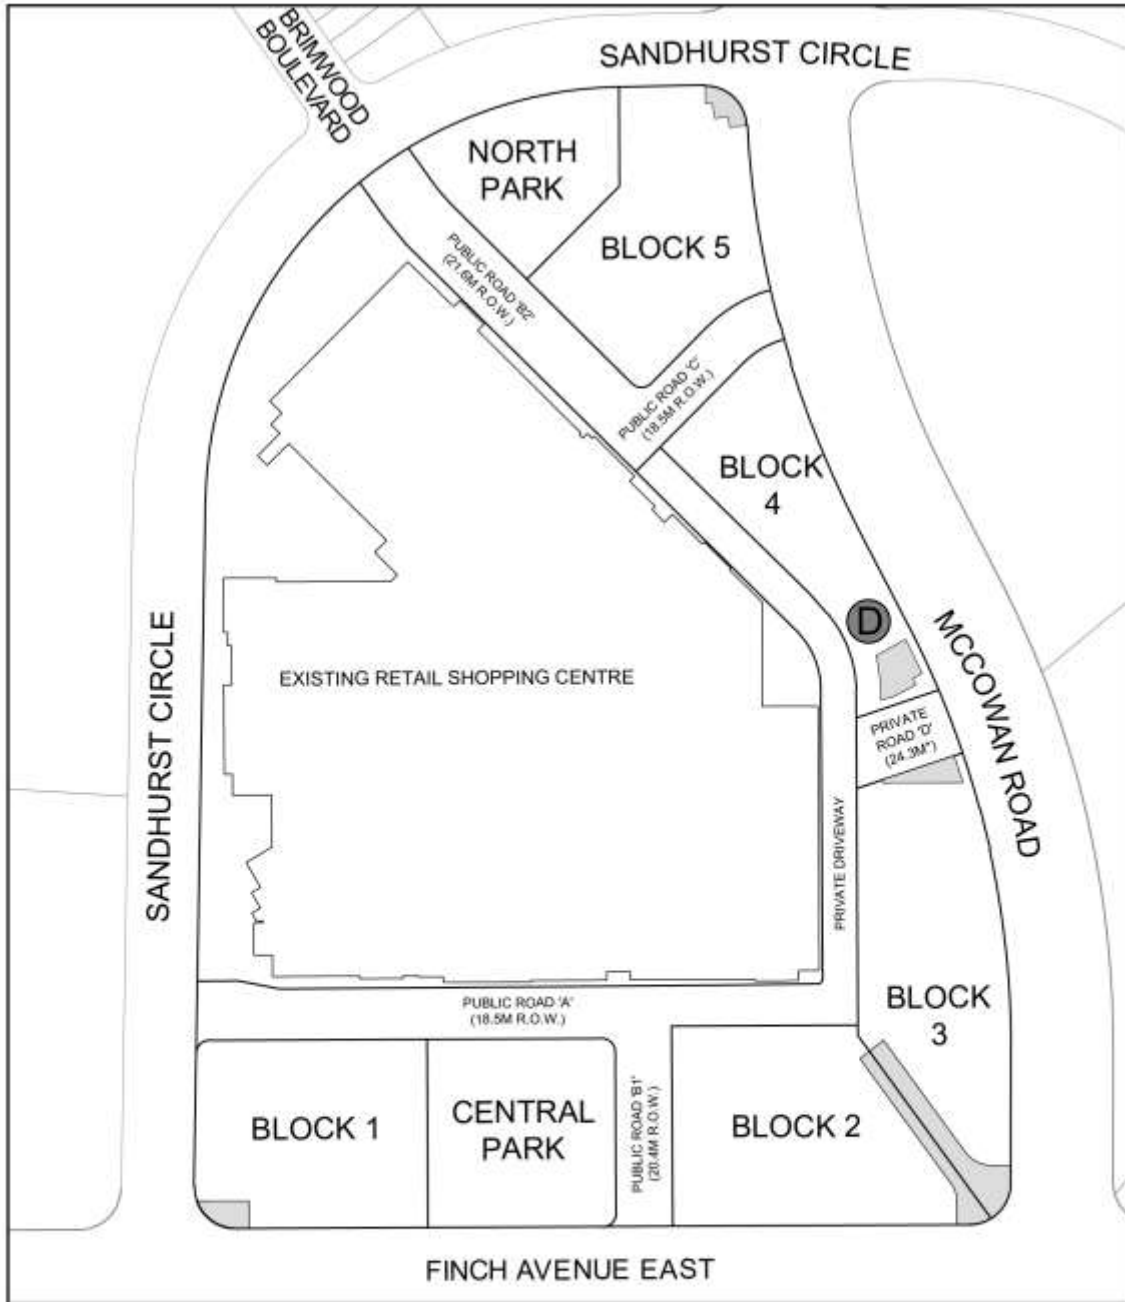 BRIMWOOD
BOULEVARD
SANDHURST CIRCLE
NORTH
PARK
BLOCK 5
PUBLIC ROAD 'B2'
(21.6M R.O.W.)
PUBLIC ROAD 'C'
(18.5M R.O.W.)
BLOCK
4
D
SANDHURST CIRCLE
EXISTING RETAIL SHOPPING CENTRE
MCCOWAN ROAD
PRIVATE
ROAD 'D'
(24.3M*)
PRIVATE DRIVEWAY
PUBLIC ROAD 'A'
(18.5M R.O.W.)
BLOCK
3
BLOCK 1
CENTRAL
PARK
PUBLIC ROAD 'B1'
(20.4M R.O.W.)
BLOCK 2
FINCH AVENUE EAST